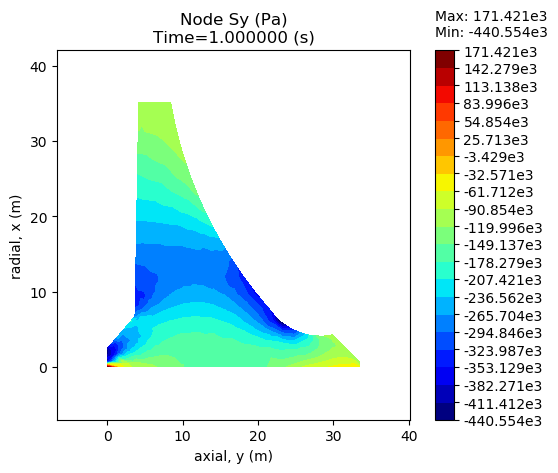 Node Sy (Pa)
Time=1.000000 (s)
Max: 171.421e3
Min: -440.554e3
171.421e3
142.279e3
113.138e3
83.996e3
54.854e3
25.713e3
-3.429e3
-32.571e3
-61.712e3
-90.854e3
-119.996e3
-149.137e3
-178.279e3
-207.421e3
-236.562e3
-265.704e3
-294.846e3
-323.987e3
-353.129e3
-382.271e3
-411.412e3
-440.554e3
radial, x (m)
40
30
20
10
0
0 10 20 30 40
axial, y (m)